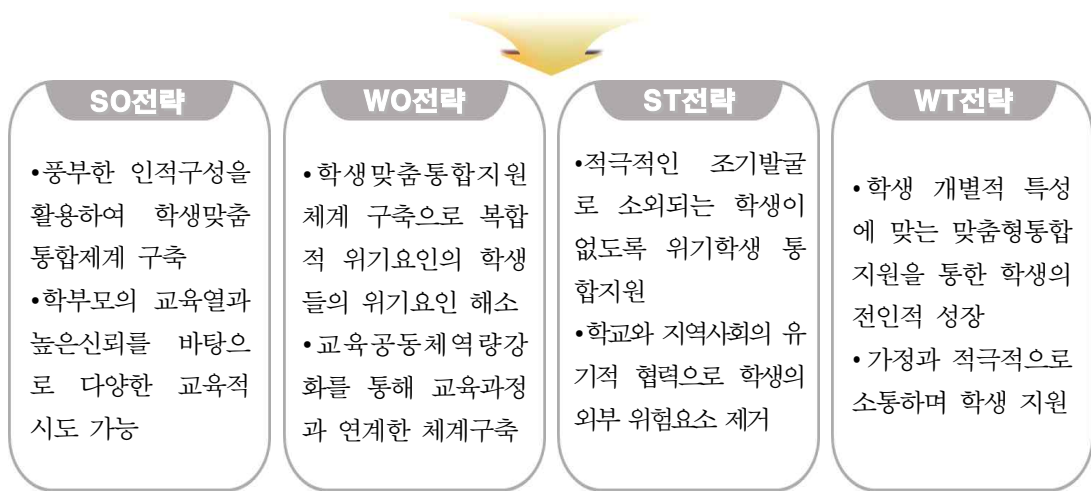 SO전략
•풍부한 인적구성을
활용하여 학생맞춤
통합제계 구축
•학부모의 교육열과
높은신뢰를 바탕으
로 다양한 교육적
시도 가능
WO전략
•학생맞춤통합지원
체계 구축으로 복합
적 위기요인의 학생
들의 위기요인 해소
•교육공동체역량강
화를 통해 교육과정
과 연계한 체계구축
ST전략
•적극적인 조기발굴
로 소외되는 학생이
없도록 위기학생 통
합지원
•학교와 지역사회의 유
기적 협력으로 학생의
외부 위험요소 제거
WT전략
•학생 개별적 특성
에 맞는 맞춤형통합
지원을 통한 학생의
전인적 성장
•가정과 적극적으로
소통하며 학생 지원